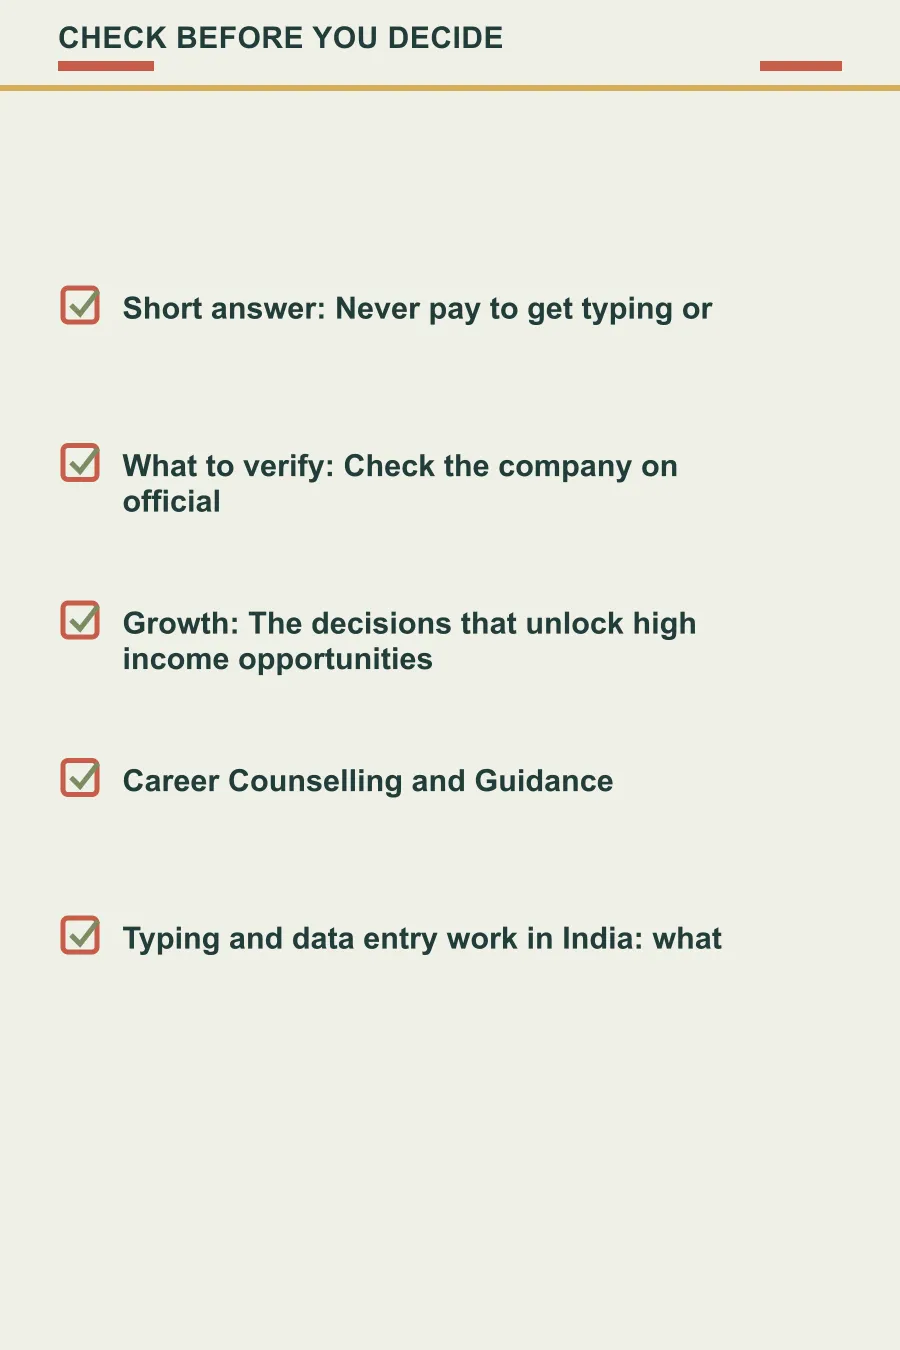 CHECK BEFORE YOU DECIDE
Short answer: Never pay to get typing or
What to verify: Check the company on
official
Growth: The decisions that unlock high
income opportunities
Career Counselling and Guidance
Typing and data entry work in India: what